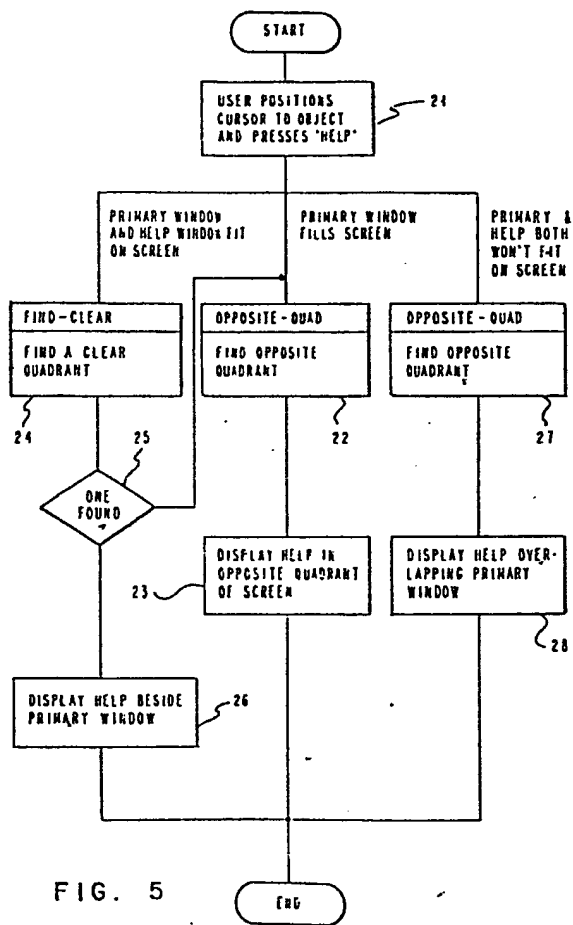 START
USER POSITIONS
CURSOR TO OBJECT
AND PRESSES "HELP"
21
PRIMARY WINDOW
AND HELP WINDOW FIT
ON SCREEN
PRIMARY WINDOW
FILLS SCREEN
PRIMARY &
HELP BOTH
WON'T FIT
ON SCREEN
FIND-CLEAR
FIND A CLEAR
QUADRANT
24
OPPOSITE-QUAD
FIND OPPOSITE
QUADRANT
22
OPPOSITE-QUAD
FIND OPPOSITE
QUADRANT
27
25
ONE
FOUND
DISPLAY HELP IN
OPPOSITE QUADRANT
OF SCREEN
23
DISPLAY HELP OVER-
LAPPING PRIMARY
WINDOW
28
DISPLAY HELP BESIDE
PRIMARY WINDOW
26
FIG. 5
END